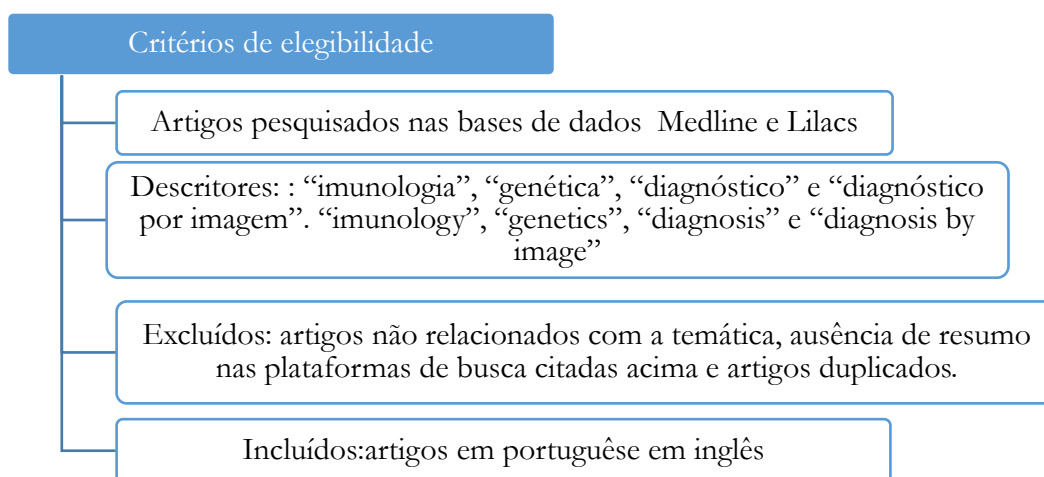 Critérios de elegibilidade
Artigos pesquisados nas bases de dados Medline e Lilacs
Descritores: : “imunologia”, “genética”, “diagnóstico” e “diagnóstico
por imagem”. “imunology”, “genetics”, “diagnosis” e “diagnosis by
image”
Excluídos: artigos não relacionados com a temática, ausência de resumo
nas plataformas de busca citadas acima e artigos duplicados.
Incluídos:artigos em portuguêse em inglês